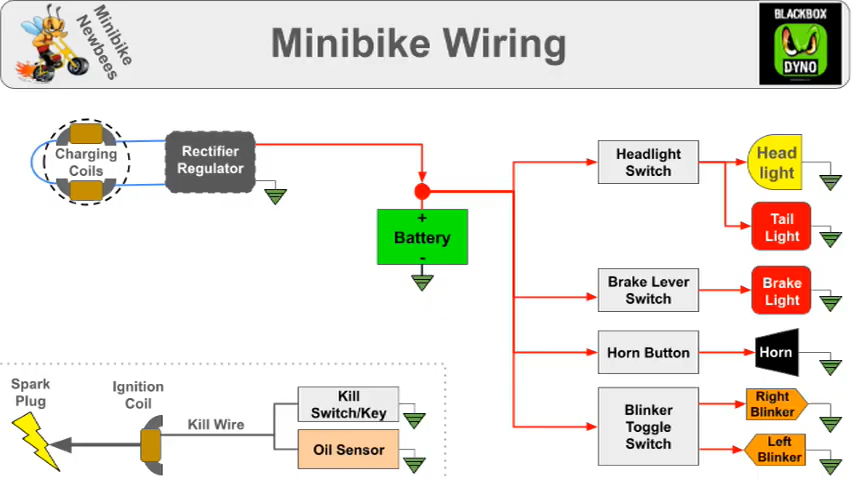 Minibike
Newbees
Minibike Wiring
BLACKBOX
DYNO
Charging
Coils
Rectifier
Regulator
+
Battery
-
Headlight
Switch
Head
light
Tail
Light
Brake Lever
Switch
Brake
Light
Horn Button
Horn
Blinker
Toggle
Switch
Right
Blinker
Left
Blinker
Spark
Plug
Ignition
Coil
Kill Wire
Kill
Switch/Key
Oil Sensor